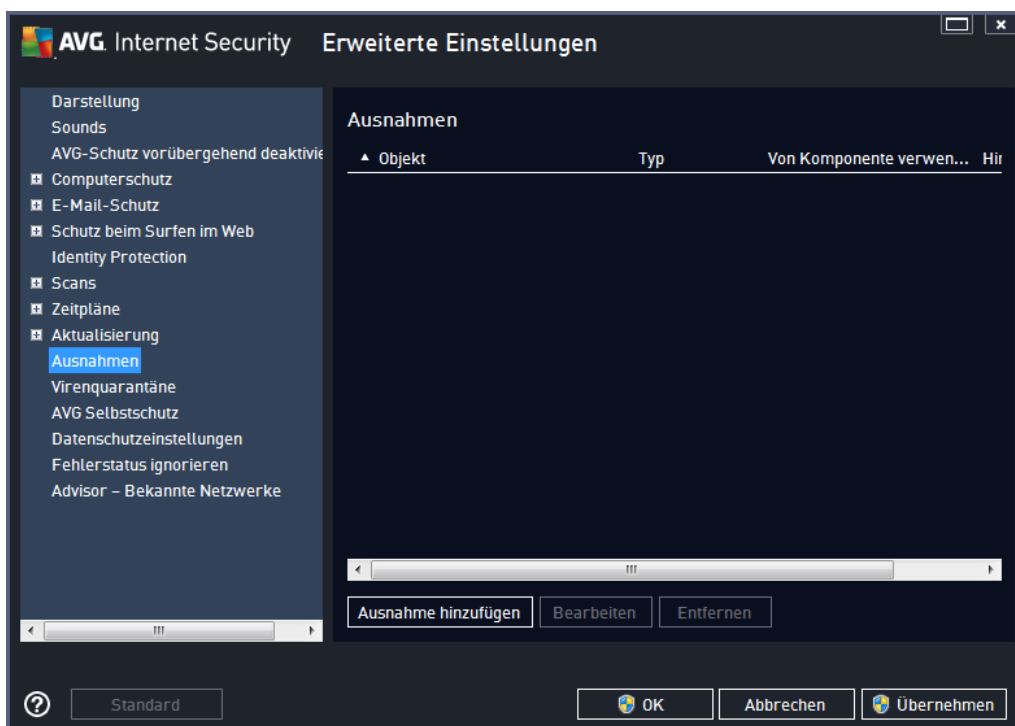 AVG. Internet Security Erweiterte Einstellungen
Darstellung
Sounds
AVG-Schutz vorübergehend deaktivie
Computerschutz
E-Mail-Schutz
Schutz beim Surfen im Web
Identity Protection
Scans
Zeitpläne
Aktualisierung
Ausnahmen
Virenquarantäne
AVG Selbstschutz
Datenschutzeinstellungen
Fehlerstatus ignorieren
Advisor – Bekannte Netzwerke
Ausnahmen
Objekt Typ Von Komponente verwen... Hin
Ausnahme hinzufügen Bearbeiten Entfernen
Standard OK Abbrechen Übernehmen